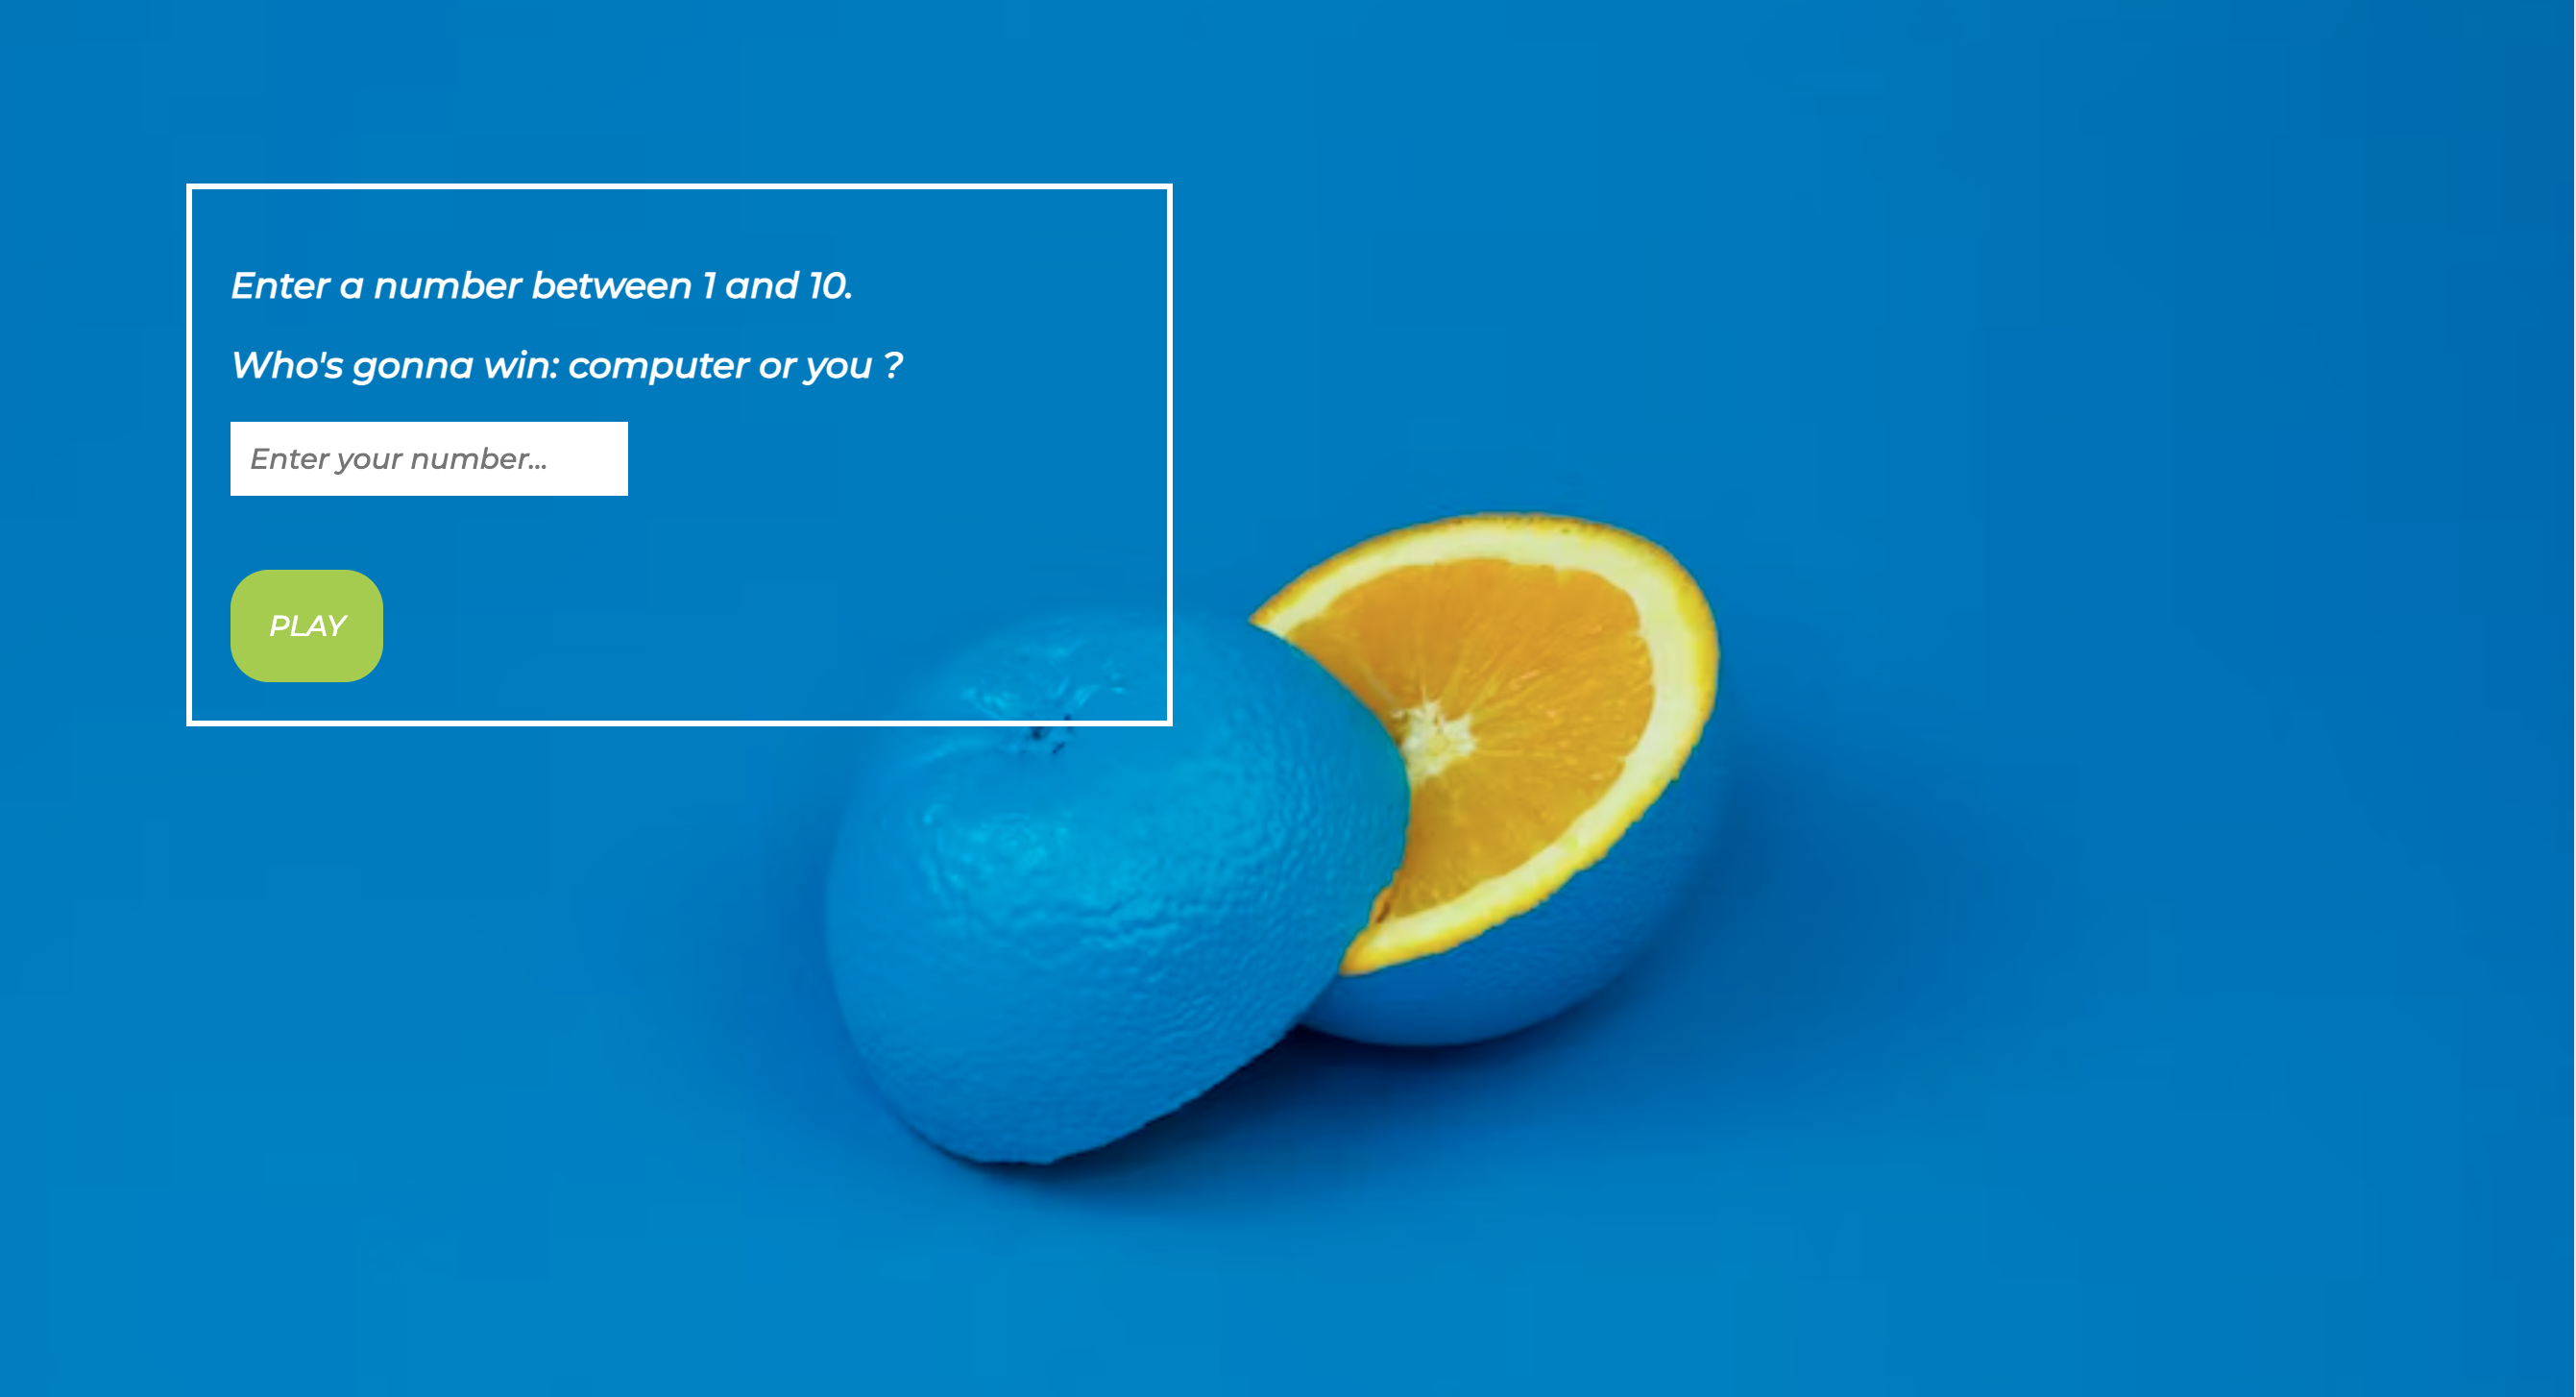 Enter a number between 1 and 10.
Who's gonna win: computer or you ?
Enter your number...
PLAY